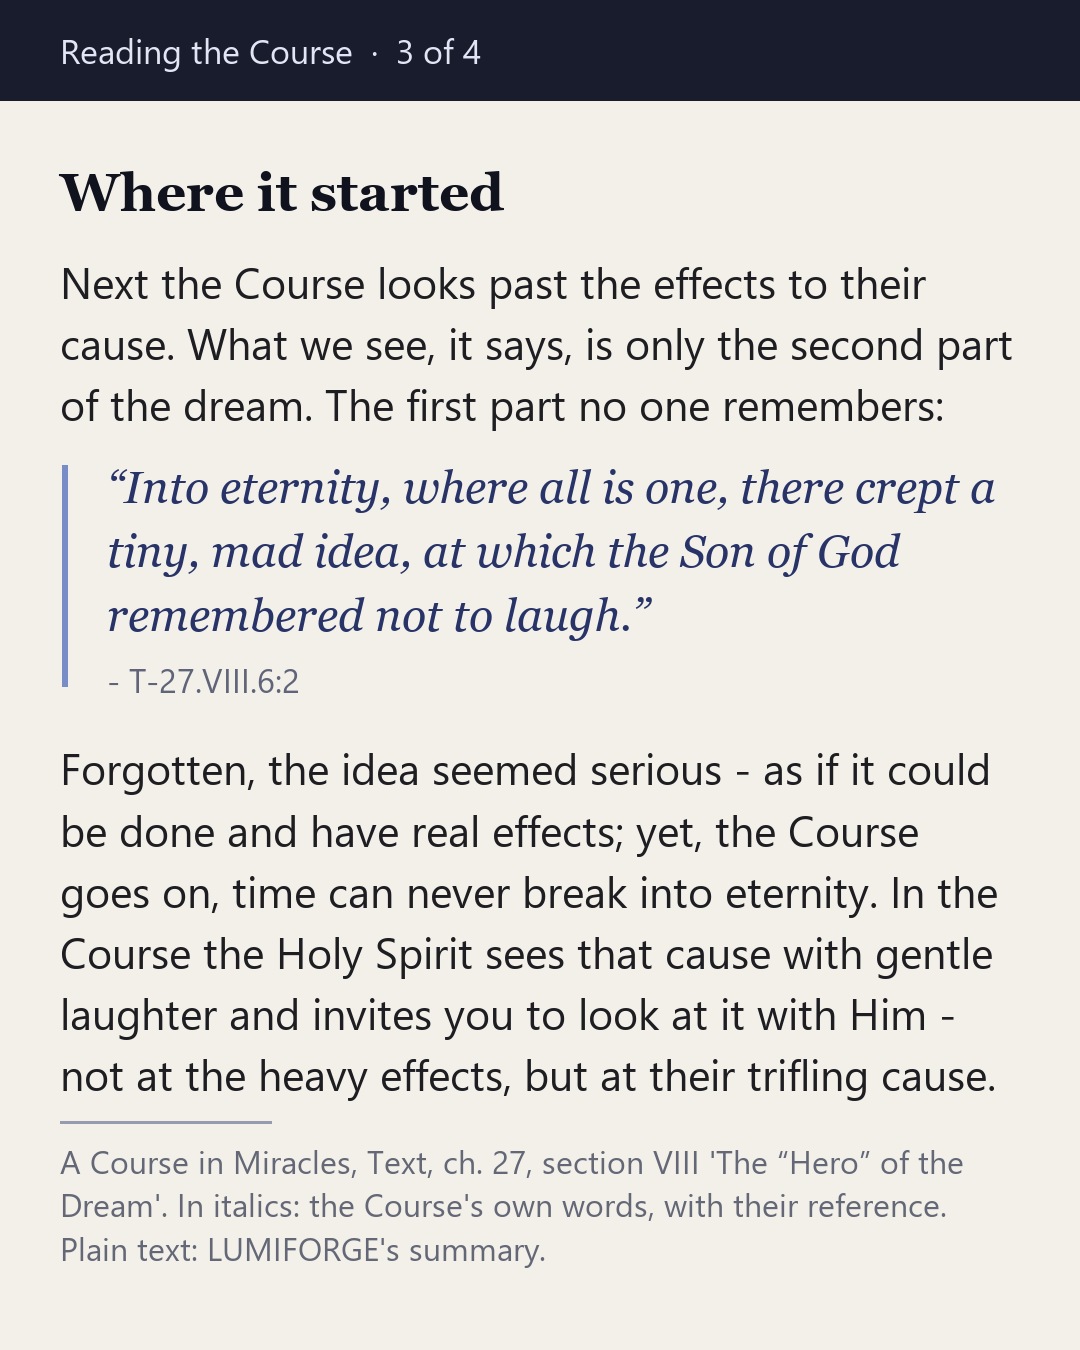 Reading the Course · 3 of 4
Where it started
Next the Course looks past the effects to their
cause. What we see, it says, is only the second part
of the dream. The first part no one remembers:
“Into eternity, where all is one, there crept a
tiny, mad idea, at which the Son of God
remembered not to laugh.”
- T-27.VIII.6:2
Forgotten, the idea seemed serious - as if it could
be done and have real effects; yet, the Course
goes on, time can never break into eternity. In the
Course the Holy Spirit sees that cause with gentle
laughter and invites you to look at it with Him -
not at the heavy effects, but at their trifling cause.
A Course in Miracles, Text, ch. 27, section VIII 'The “Hero” of the
Dream'. In italics: the Course's own words, with their reference.
Plain text: LUMIFORGE's summary.